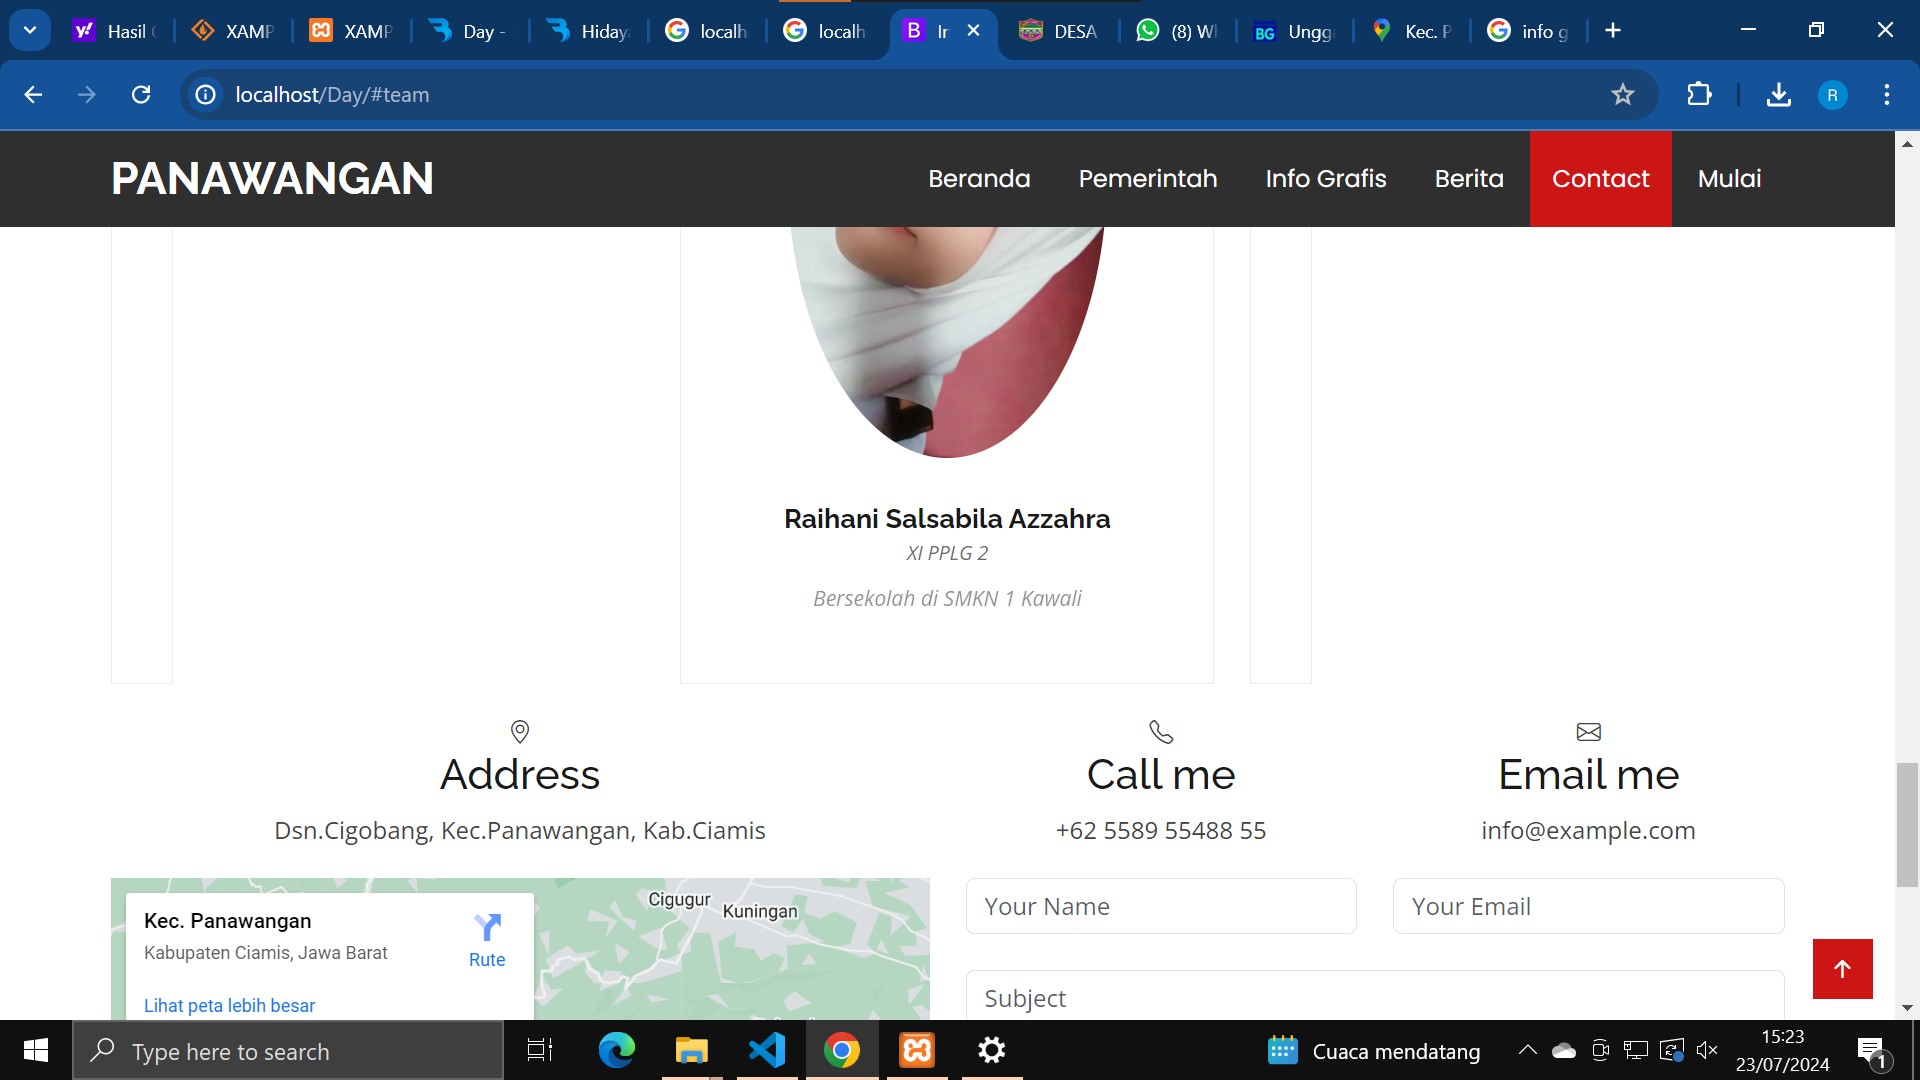 Hasil
XAMP
XAMP
Day -
Hiday
localh
localh
Ir
DESA
(8) W
Ungg
Kec. P
info g
localhost/Day/#team
R
PANAWANGAN
Beranda
Pemerintah
Info Grafis
Berita
Contact
Mulai
Raihani Salsabila Azzahra
XI PPLG 2
Bersekolah di SMKN 1 Kawali
Address
Dsn.Cigobang, Kec.Panawangan, Kab.Ciamis
Call me
+62 5589 55488 55
Email me
info@example.com
Kec. Panawangan
Kabupaten Ciamis, Jawa Barat
Rute
Lihat peta lebih besar
Cigugur
Kuningan
Your Name
Your Email
Subject
Type here to search
Cuaca mendatang
15:23
23/07/2024
1